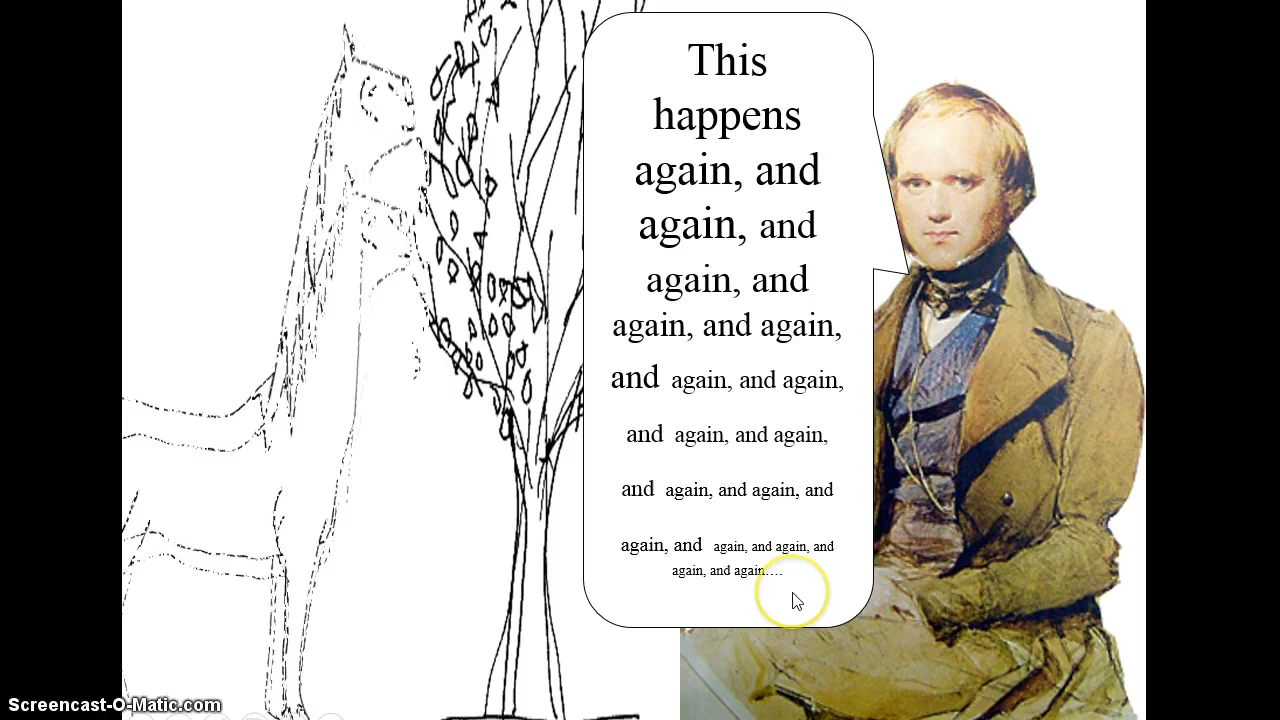 This
happens
again, and
again, and
again, and
again, and again,
and again, and again,
and again, and again,
and again, and again, and
again, and again, and again, and
again, and again….
Screencast-O-Matic.com